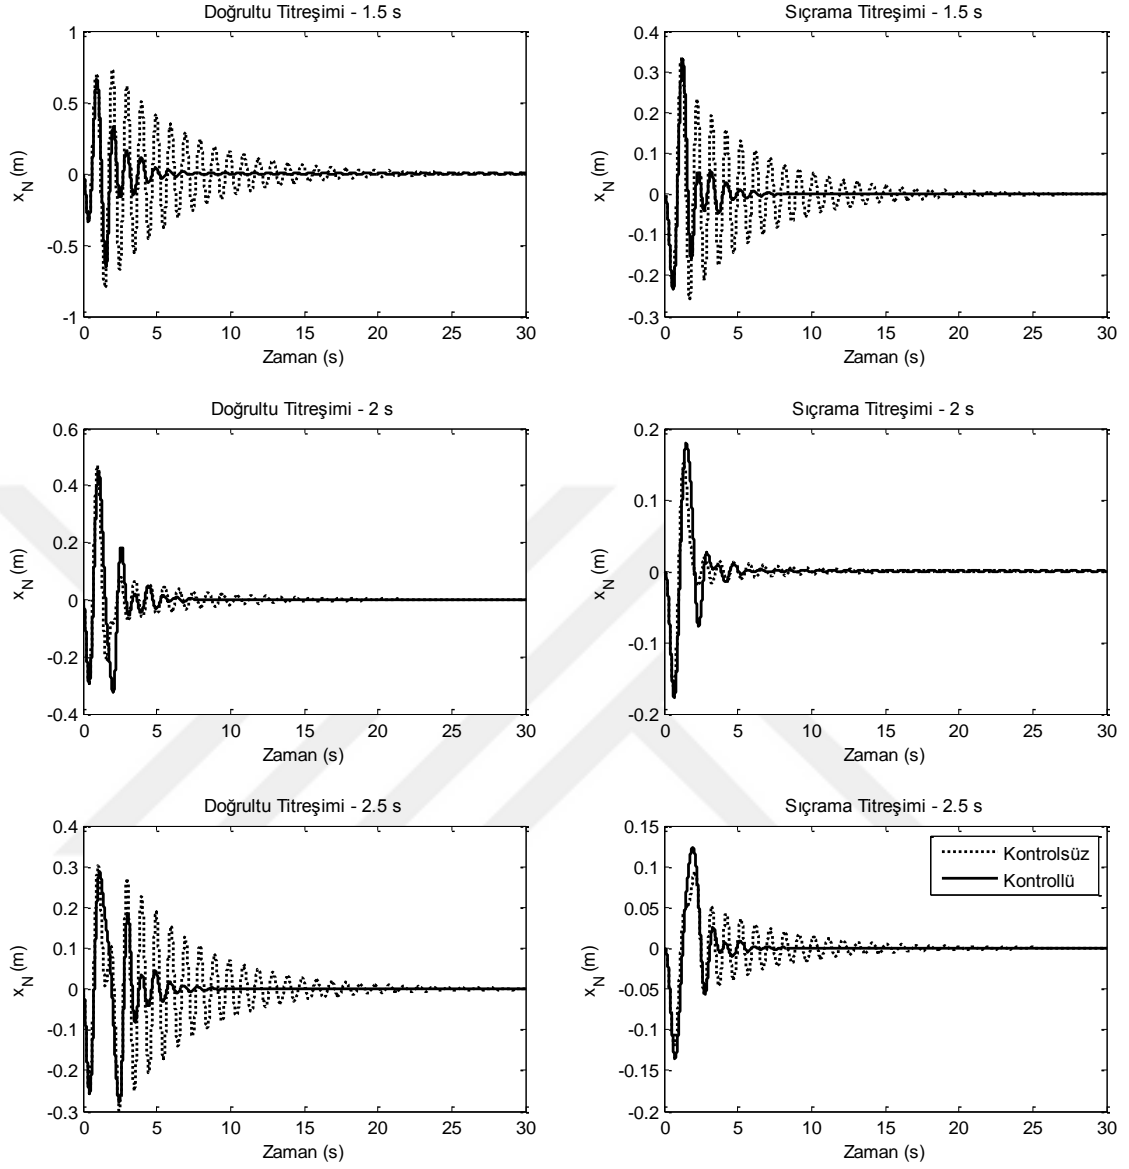 Doğrultu Titreşimi - 1.5 s
1
0.5
0
-0.5
-1
x_N (m)
0 5 10 15 20 25 30
Zaman (s)
Sıçrama Titreşimi - 1.5 s
0.4
0.3
0.2
0.1
0
-0.1
-0.2
-0.3
x_N (m)
0 5 10 15 20 25 30
Zaman (s)
Doğrultu Titreşimi - 2 s
0.6
0.4
0.2
0
-0.2
-0.4
x_N (m)
0 5 10 15 20 25 30
Zaman (s)
Sıçrama Titreşimi - 2 s
0.2
0.1
0
-0.1
-0.2
x_N (m)
0 5 10 15 20 25 30
Zaman (s)
Doğrultu Titreşimi - 2.5 s
0.4
0.3
0.2
0.1
0
-0.1
-0.2
-0.3
x_N (m)
0 5 10 15 20 25 30
Zaman (s)
Sıçrama Titreşimi - 2.5 s
0.15
0.1
0.05
0
-0.05
-0.1
0.15
-0.2
x_N (m)
Kontrolsüz
Kontrollü
0 5 10 15 20 25 30
Zaman (s)